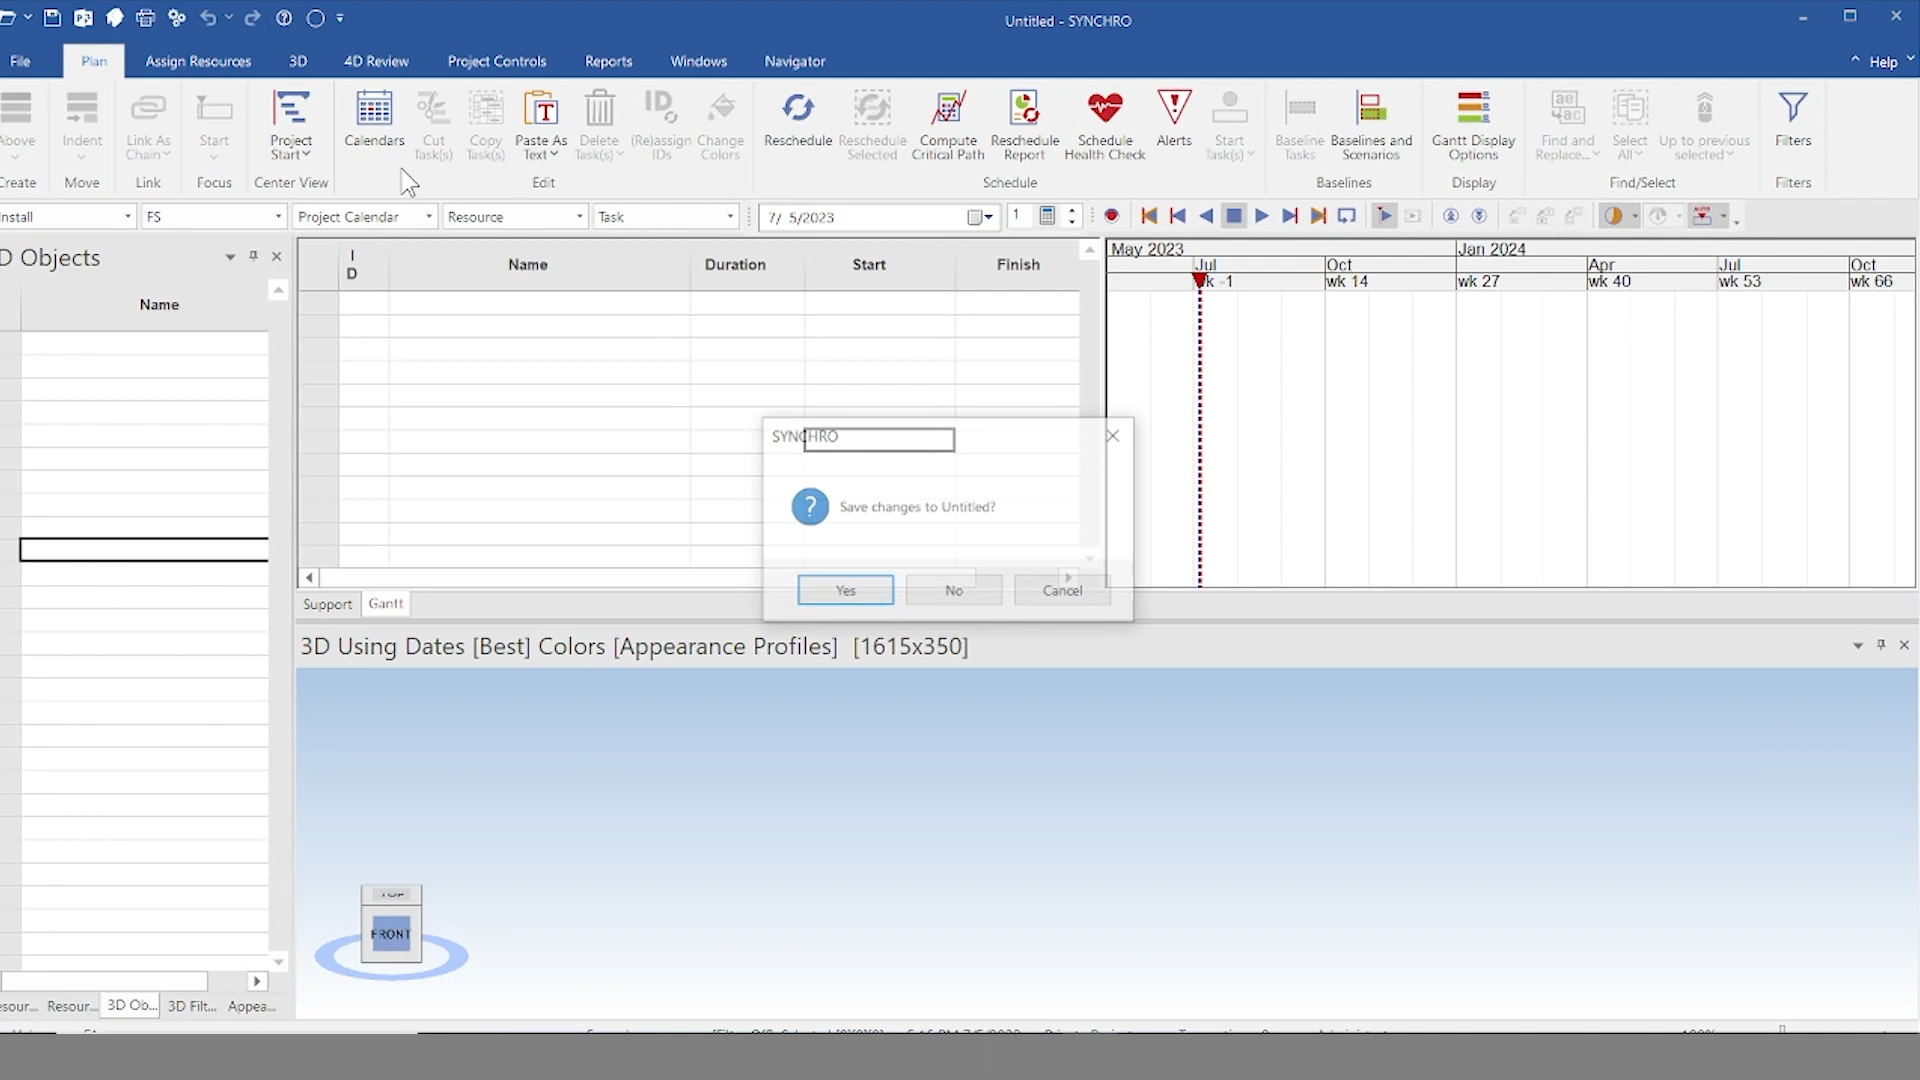 Untitled - SYNCHRO
File Plan Assign Resources 3D 4D Review Project Controls Reports Windows Navigator Help
Above Indent Link As Chain Start Project Start Calendars Cut Task(s) Copy Task(s) Paste As Text Delete Task(s) (Re)assign IDs Change Colors Reschedule Reschedule Selected Compute Critical Path Reschedule Report Schedule Health Check Alerts Start Task(s) Baseline Tasks Baselines and Scenarios Gantt Display Options Find and Replace... Select All Up to previous selected Filters
Create Move Link Focus Center View Edit Schedule Baselines Display Find/Select Filters
Install FS Project Calendar Resource Task 7/ 5/2023 1
D Objects
Name
I D Name Duration Start Finish
May 2023 Jan 2024
Jul Oct Apr Jul Oct
wk -1 wk 14 wk 27 wk 40 wk 53 wk 66
SYNCHRO
Save changes to Untitled?
Yes No Cancel
Support Gantt
3D Using Dates [Best] Colors [Appearance Profiles] [1615x350]
TOP
FRONT
esour... Resour... 3D Ob... 3D Filt... Appea...